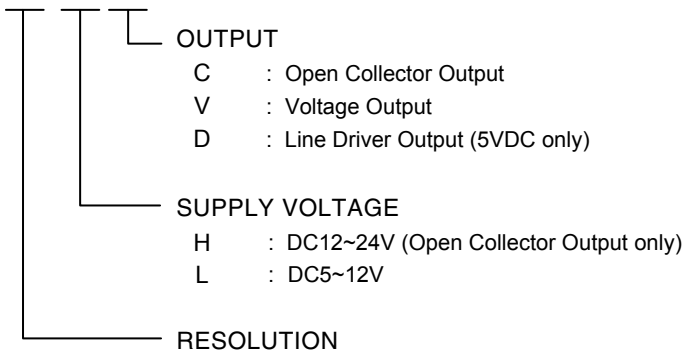 OUTPUT
C : Open Collector Output
V : Voltage Output
D : Line Driver Output (5VDC only)
SUPPLY VOLTAGE
H : DC12~24V (Open Collector Output only)
L : DC5~12V
RESOLUTION